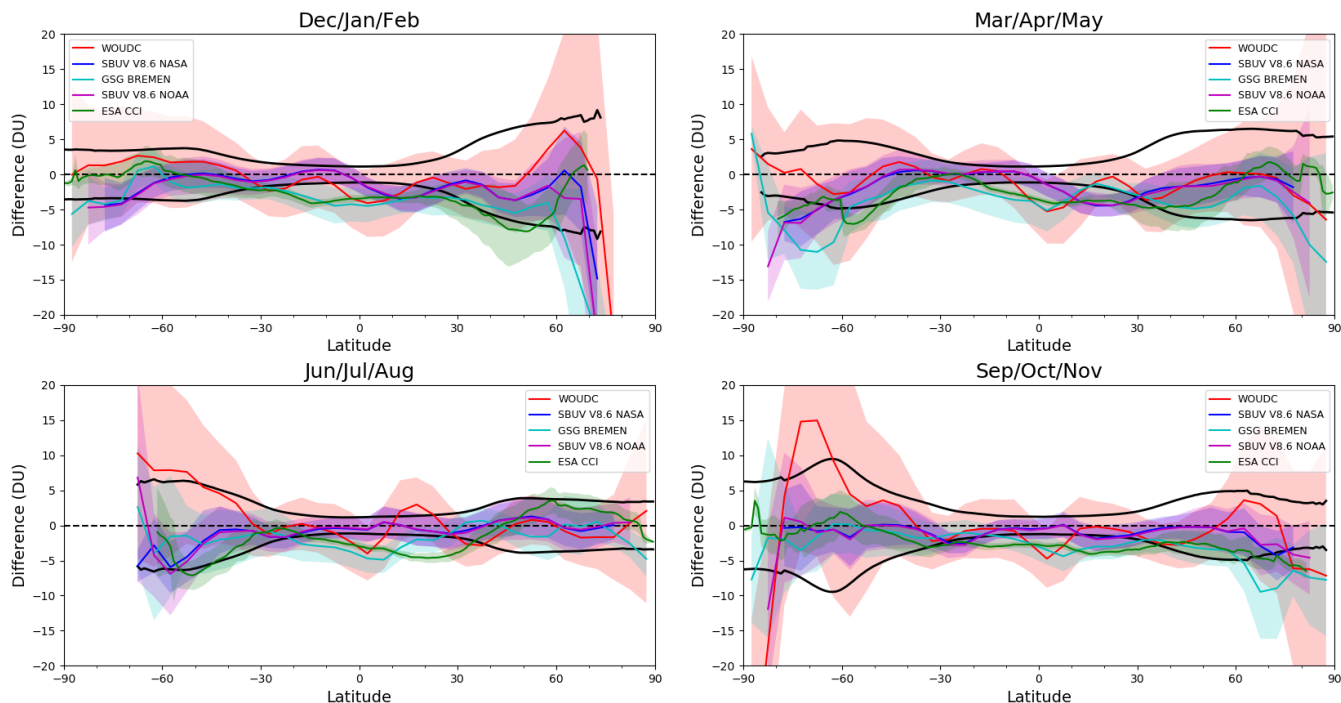 Dec/Jan/Feb
20
15
10
5
0
−5
−10
−15
−20
Difference (DU)
WOUDC
SBUV V8.6 NASA
GSG BREMEN
SBUV V8.6 NOAA
ESA CCI
−90
−60
−30
0
30
60
90
Latitude
Mar/Apr/May
20
15
10
5
0
−5
−10
−15
−20
Difference (DU)
WOUDC
SBUV V8.6 NASA
GSG BREMEN
SBUV V8.6 NOAA
ESA CCI
−90
−60
−30
0
30
60
90
Latitude
Jun/Jul/Aug
20
15
10
5
0
−5
−10
−15
−20
Difference (DU)
WOUDC
SBUV V8.6 NASA
GSG BREMEN
SBUV V8.6 NOAA
ESA CCI
−90
−60
−30
0
30
60
90
Latitude
Sep/Oct/Nov
20
15
10
5
0
−5
−10
−15
−20
Difference (DU)
WOUDC
SBUV V8.6 NASA
GSG BREMEN
SBUV V8.6 NOAA
ESA CCI
−90
−60
−30
0
30
60
90
Latitude